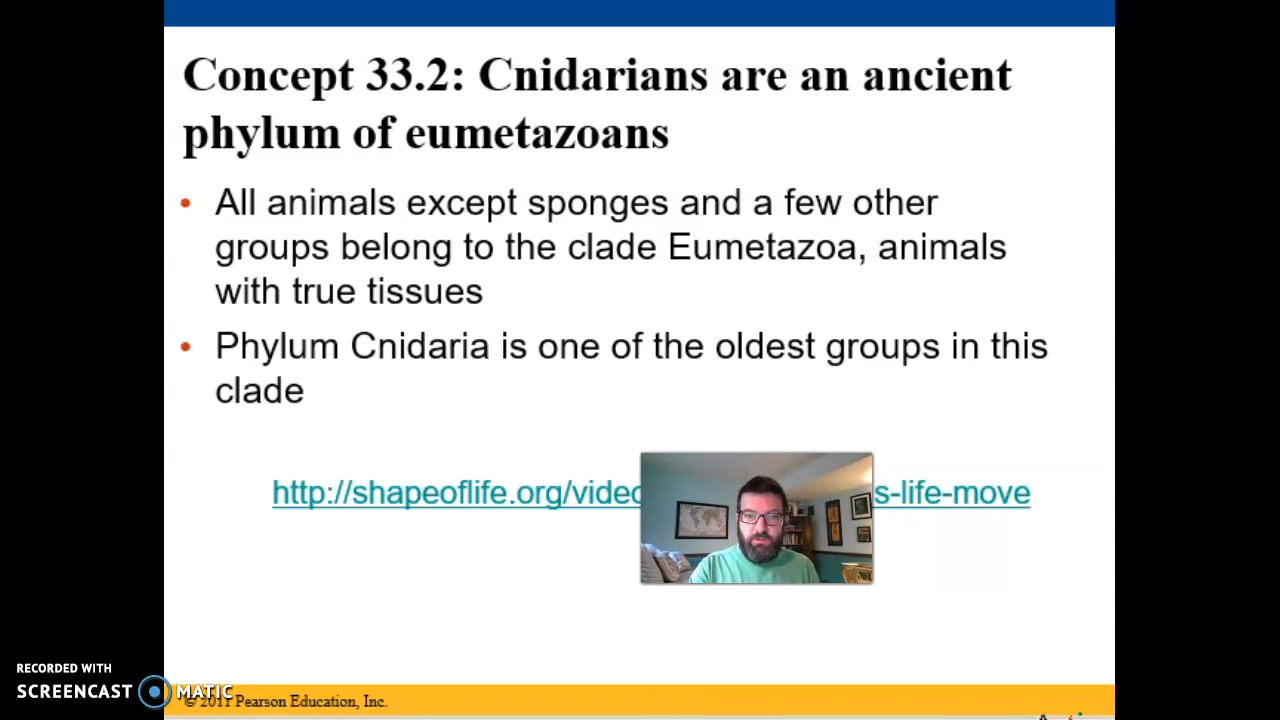 Concept 33.2: Cnidarians are an ancient
phylum of eumetazoans
• All animals except sponges and a few other
groups belong to the clade Eumetazoa, animals
with true tissues
• Phylum Cnidaria is one of the oldest groups in this
clade
http://shapeoflife.org/video s-life-move
RECORDED WITH
SCREENCAST MATIC
© 2011 Pearson Education, Inc.